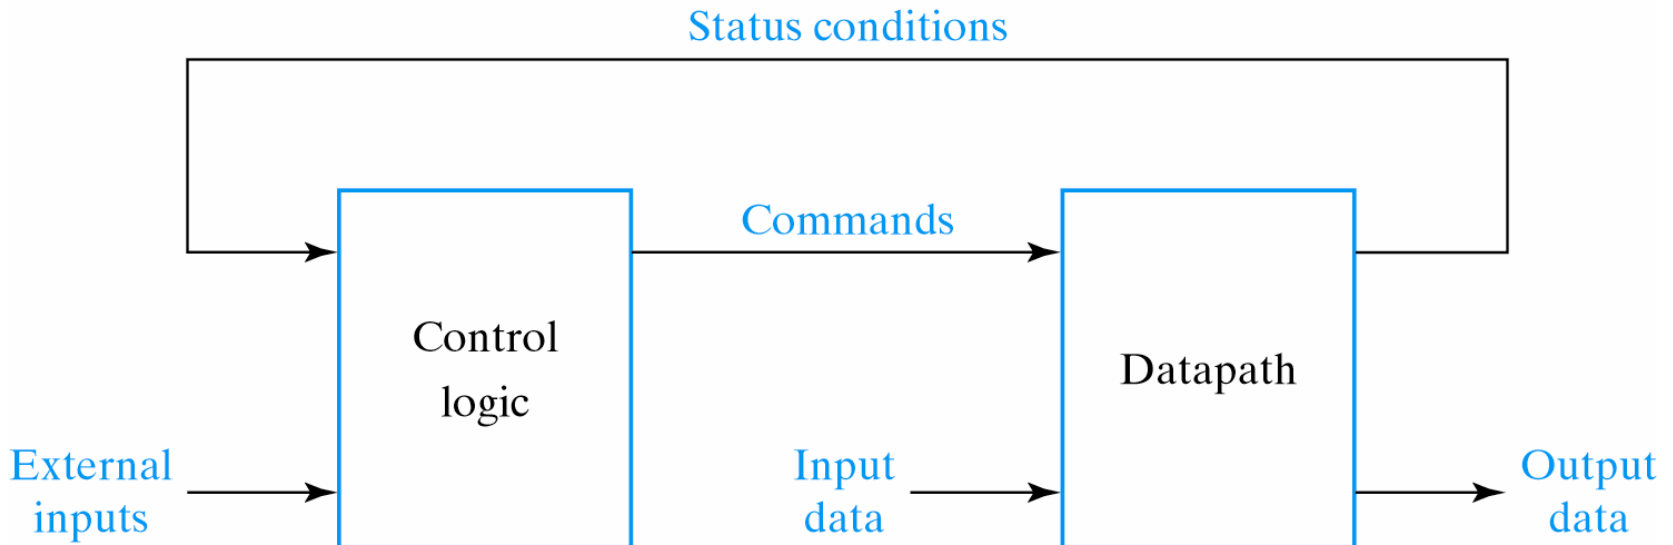 Status conditions
Commands
Control
logic
Datapath
External
inputs
Input
data
Output
data